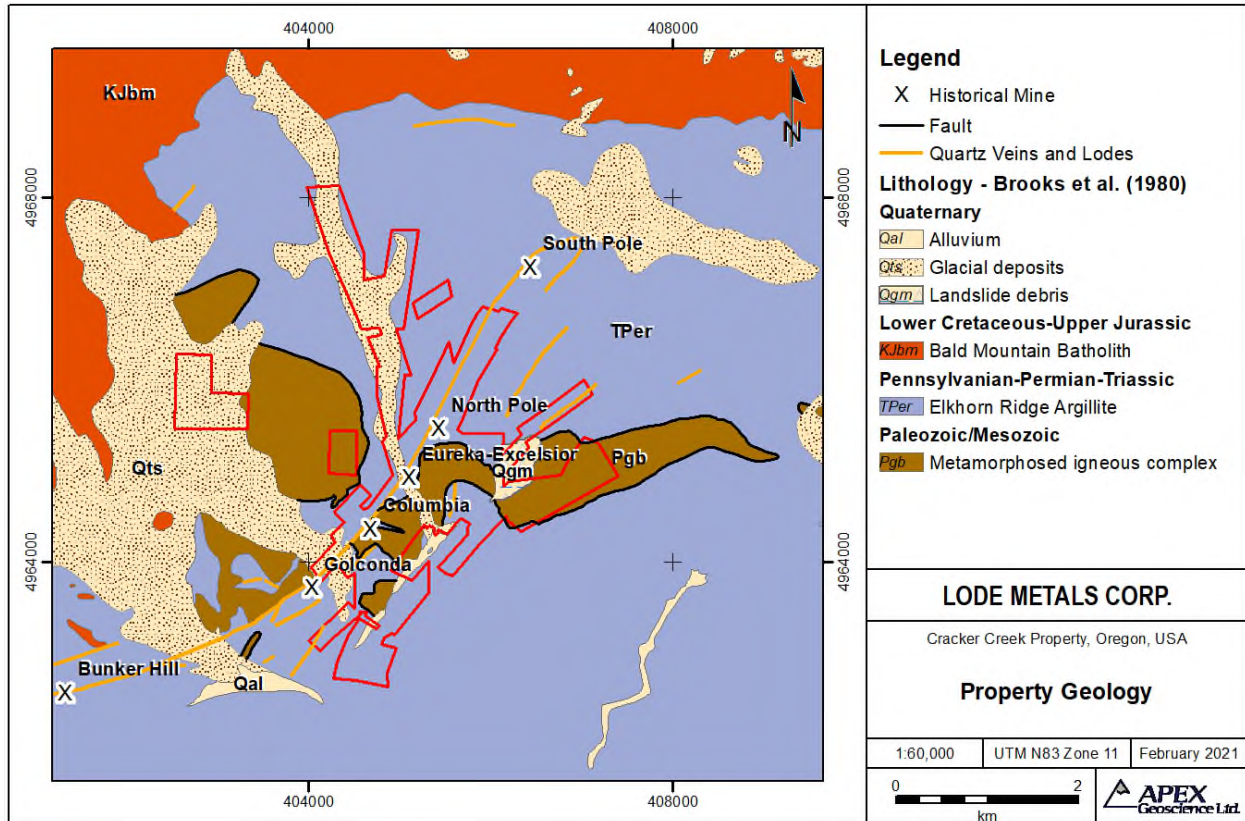 404000
408000
4968000
4968000
4964000
4964000
KJbm
N
South Pole
TPer
North Pole
Eureka-Excelsior
Qgm
Pgb
Qts
Columbia
Golconda
Bunker Hill
Qal
X
X
X
X
X
X
404000
408000
Legend
X Historical Mine
Fault
Quartz Veins and Lodes
Lithology - Brooks et al. (1980)
Quaternary
Qal Alluvium
Qts Glacial deposits
Qgm Landslide debris
Lower Cretaceous-Upper Jurassic
KJbm Bald Mountain Batholith
Pennsylvanian-Permian-Triassic
TPer Elkhorn Ridge Argillite
Paleozoic/Mesozoic
Pgb Metamorphosed igneous complex
LODE METALS CORP.
Cracker Creek Property, Oregon, USA
Property Geology
1:60,000 UTM N83 Zone 11 February 2021
0 2
km
APEX
Geoscience Ltd.